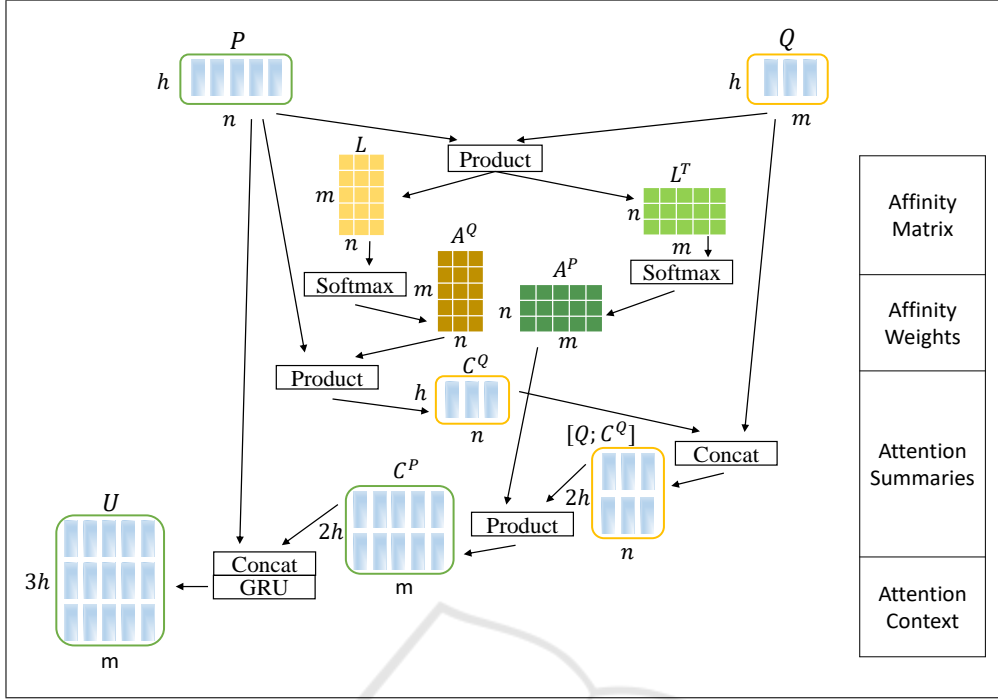 P
Q
h
h
n
m
Product
L
L^T
m
n
n
m
Softmax
Softmax
A^Q
A^P
m
n
n
m
Product
C^Q
h
n
Concat
[Q; C^Q]
2h
n
Product
C^P
2h
m
Concat
GRU
U
3h
m
Affinity
Matrix
Affinity
Weights
Attention
Summaries
Attention
Context